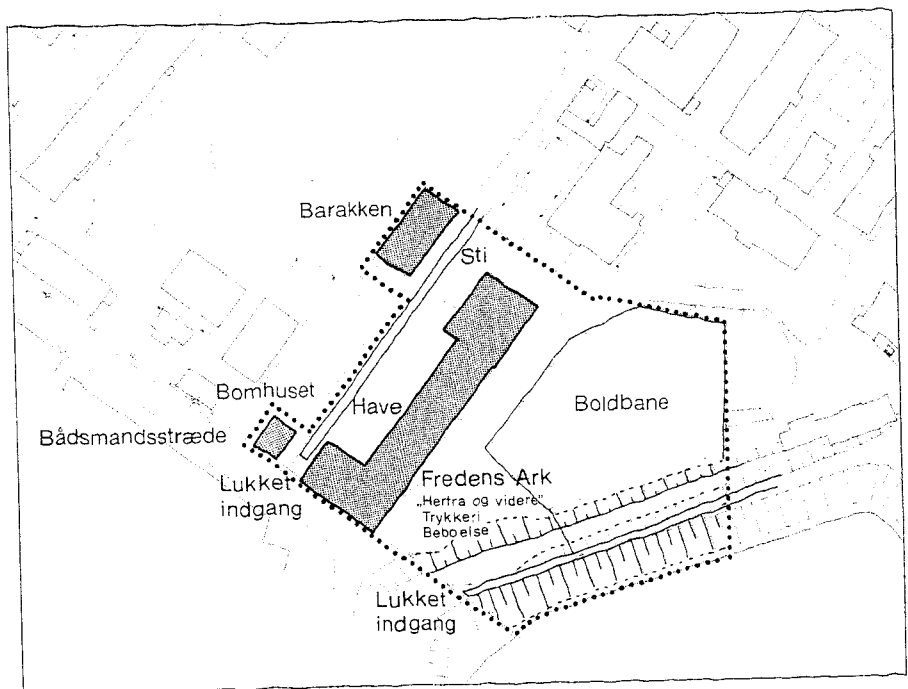 Barakken
Sti
Bomhuset
Have
Boldbane
Bådsmandsstræde
Lukket
indgang
Fredens Ark
„Herfra og videre"
Trykkeri
Beboelse
Lukket
indgang